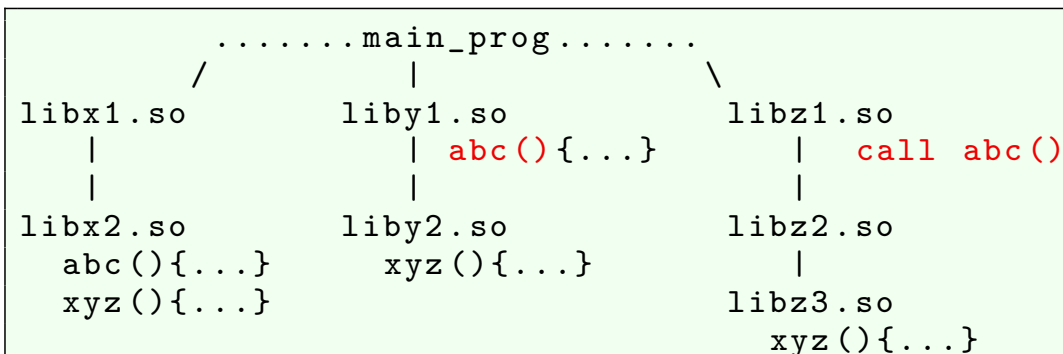 .......main_prog.......
/ | \
libx1.so liby1.so libz1.so
| | abc(){...} | call abc()
| | |
libx2.so liby2.so libz2.so
abc(){...} xyz(){...} |
xyz(){...} libz3.so
xyz(){...}